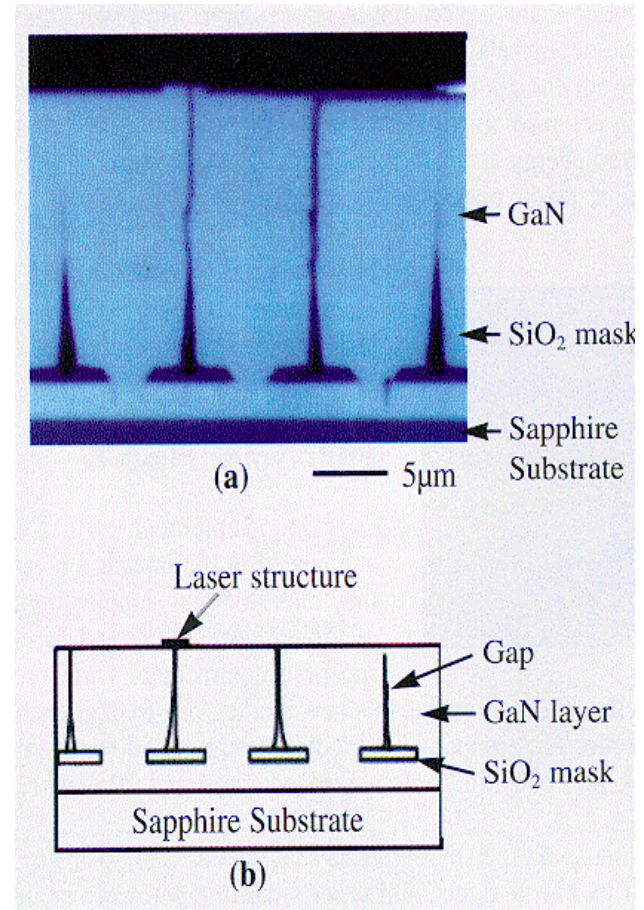 GaN
SiO₂ mask
Sapphire
Substrate
(a)
5μm
Laser structure
Gap
GaN layer
SiO₂ mask
Sapphire Substrate
(b)